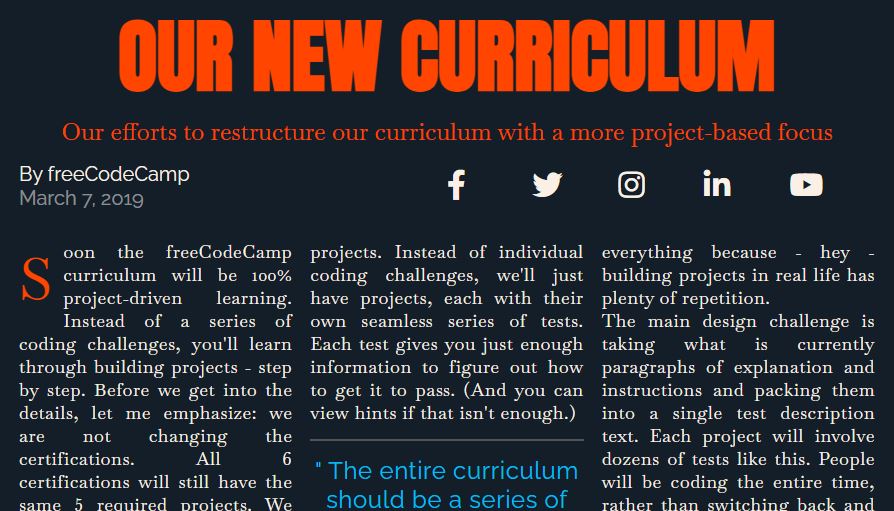 OUR NEW CURRICULUM
Our efforts to restructure our curriculum with a more project-based focus
By freeCodeCamp
March 7, 2019
Soon the freeCodeCamp
curriculum will be 100%
project-driven learning.
Instead of a series of
coding challenges, you'll learn
through building projects - step
by step. Before we get into the
details, let me emphasize: we
are not changing the
certifications. All 6
certifications will still have the
same 5 required projects. We
projects. Instead of individual
coding challenges, we'll just
have projects, each with their
own seamless series of tests.
Each test gives you just enough
information to figure out how
to get it to pass. (And you can
view hints if that isn't enough.)
" The entire curriculum
should be a series of
everything because - hey -
building projects in real life has
plenty of repetition.
The main design challenge is
taking what is currently
paragraphs of explanation and
instructions and packing them
into a single test description
text. Each project will involve
dozens of tests like this. People
will be coding the entire time,
rather than switching back and